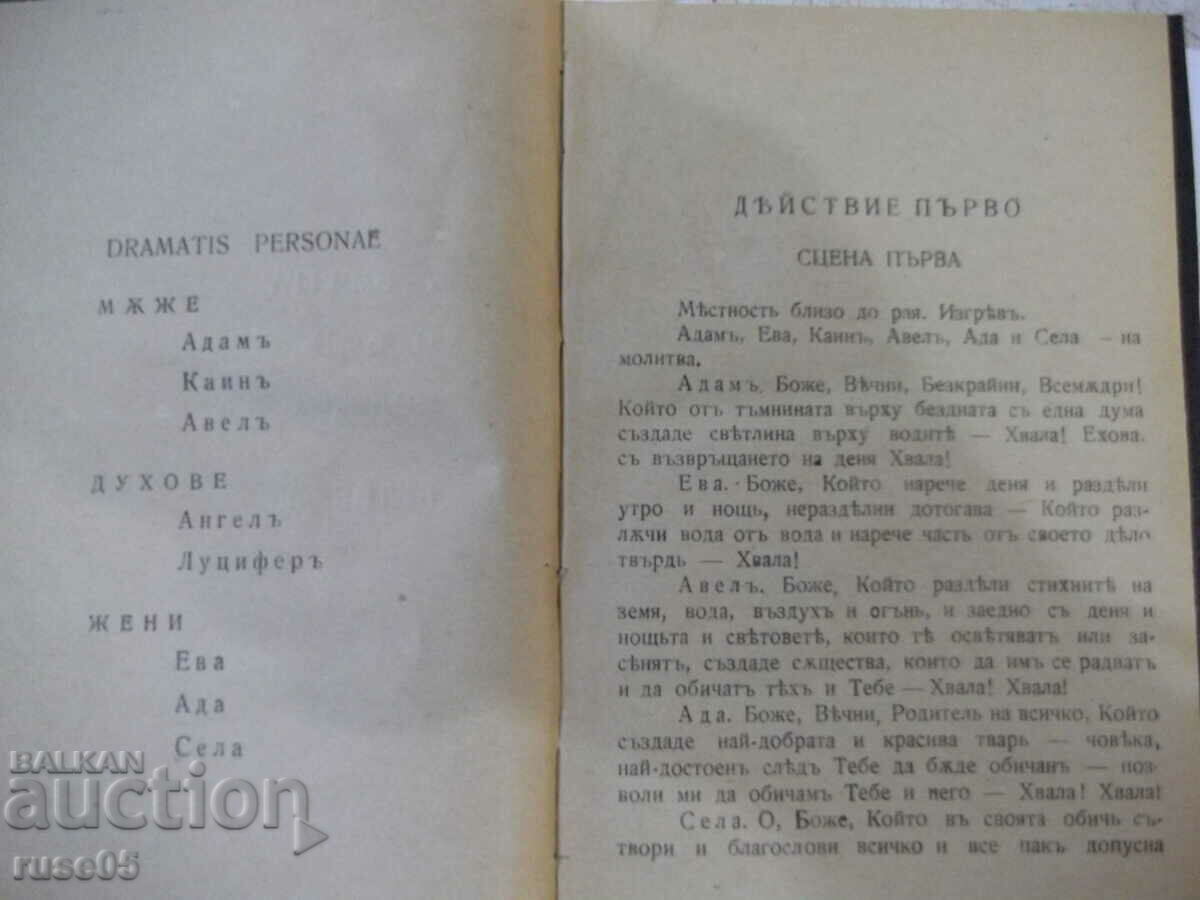 DRAMATIS PERSONAE
МѪЖЕ
Адамъ
Каинъ
Авелъ
ДУХОВЕ
Ангелъ
Луциферъ
ЖЕНИ
Ева
Ада
Села
ДѢЙСТВИЕ ПЪРВО
СЦЕНА ПЪРВА
Мѣстность близо до рая. Изгрѣвъ.
Адамъ, Ева, Каинъ, Авелъ, Ада и Села – на
молитва.
Адамъ. Боже, Вѣчни, Безкрайни, Всемѫдри!
Който отъ тъмнината върху бездната съ една дума
създаде свѣтлина върху водитѣ — Хвала! Ехова.
съ възвръщането на деня Хвала!
Ева. Боже, Който нарече деня и раздѣли
утро и нощь, нераздѣлни дотогава — Който раз-
лѫчи вода отъ вода и нарече часть отъ своето дѣло
твърдь — Хвала!
Авелъ. Боже, Който раздѣли стихиитѣ на
земя, вода, въздухъ и огънь, и заедно съ деня и
нощьта и свѣтоветѣ, които тѣ освѣтяватъ или за-
сѣнятъ, създаде сѫщества, които да имъ се радватъ
и да обичатъ тѣхъ и Тебе — Хвала! Хвала!
Ада. Боже, Вѣчни, Родитель на всичко, Който
създаде най-добрата и красива тварь — човѣка,
най-достоенъ слѣдъ Тебе да бѫде обичанъ — поз-
воли ми да обичамъ Тебе и него — Хвала! Хвала!
Села. О, Боже, Който въ своята обичь съ-
твори и благослови всичко и все пакъ допусна
BALKAN
auction
ruse05